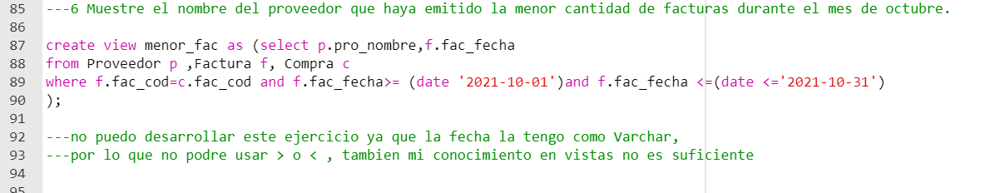 85 ---6 Muestre el nombre del proveedor que haya emitido la menor cantidad de facturas durante el mes de octubre.
86
87 create view menor_fac as (select p.pro_nombre,f.fac_fecha
88 from Proveedor p ,Factura f, Compra c
89 where f.fac_cod=c.fac_cod and f.fac_fecha>= (date '2021-10-01')and f.fac_fecha <=(date <='2021-10-31')
90 );
91
92 ---no puedo desarrollar este ejercicio ya que la fecha la tengo como Varchar,
93 ---por lo que no podre usar > o < , tambien mi conocimiento en vistas no es suficiente
94
95